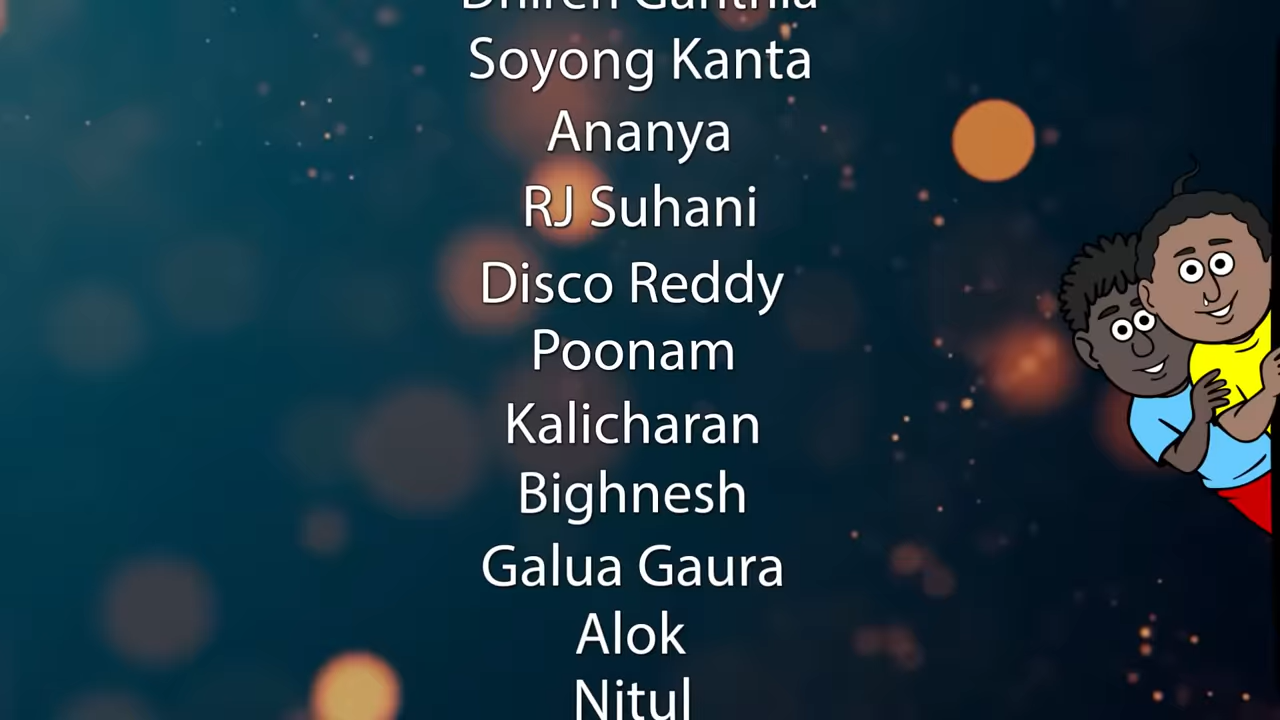 Soyong Kanta
Ananya
RJ Suhani
Disco Reddy
Poonam
Kalicharan
Bighnesh
Galua Gaura
Alok
Nitul